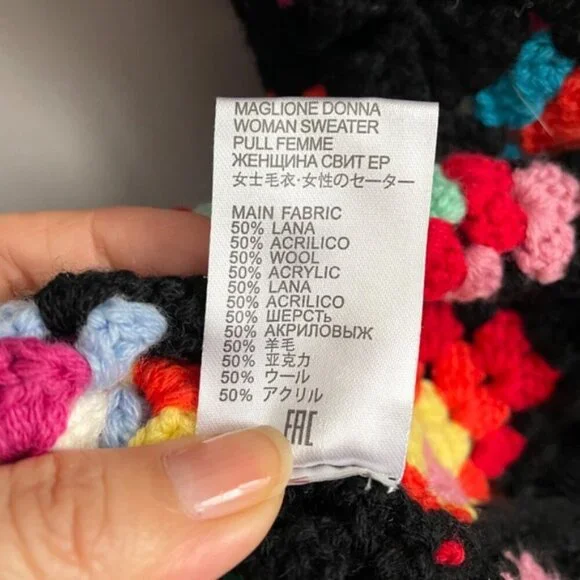 MAGLIONE DONNA
WOMAN SWEATER
PULL FEMME
ЖЕНЩИНА СВИТ ЕР
女士毛衣·女性のセーター
MAIN FABRIC
50% LANA
50% ACRILICO
50% WOOL
50% ACRYLIC
50% LANA
50% ACRILICO
50% ШЕРСТЬ
50% АКРИЛОВЫЖ
50% 羊毛
50% 亚克力
50% ウール
50% アクリル
EAC